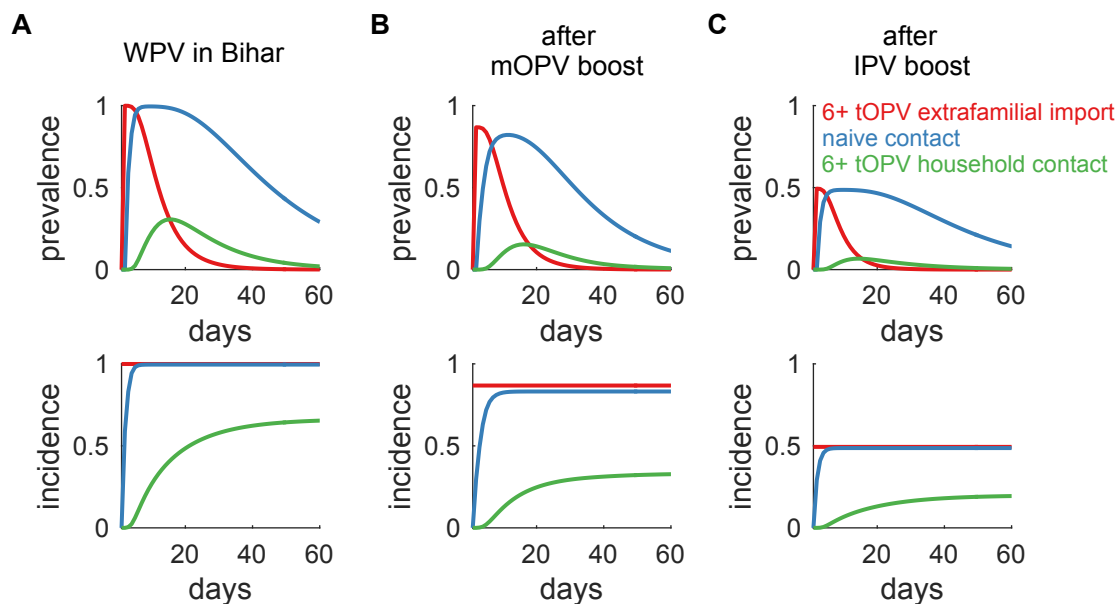 A
WPV in Bihar
B
after
mOPV boost
C
after
IPV boost
prevalence
1
0.5
0
20
40
60
days
prevalence
1
0.5
0
20
40
60
days
prevalence
1
0.5
0
20
40
60
days
6+ tOPV extrafamilial import
naive contact
6+ tOPV household contact
incidence
1
0.5
0
20
40
60
days
incidence
1
0.5
0
20
40
60
days
incidence
1
0.5
0
20
40
60
days